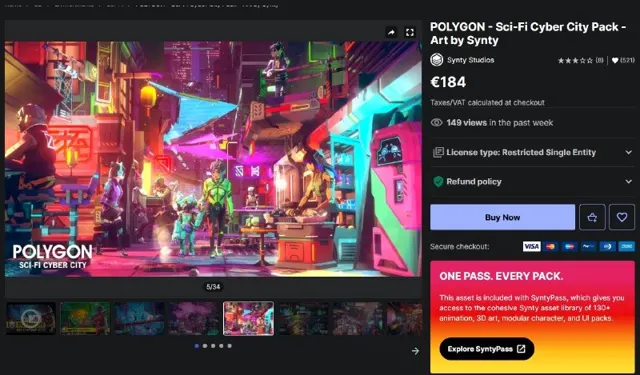 POLYGON - Sci-Fi Cyber City Pack -
Art by Synty
Synty Studios
(8)
(521)
€184
Taxes/VAT calculated at checkout
149 views in the past week
License type: Restricted Single Entity
Refund policy
Buy Now
Secure checkout:
VISA
ONE PASS. EVERY PACK.
This asset is included with SyntyPass, which gives you
access to the cohesive Synty asset library of 130+
animation, 3D art, modular character, and UI packs.
Explore SyntyPass
POLYGON
SCI-FI CYBER CITY
5/34